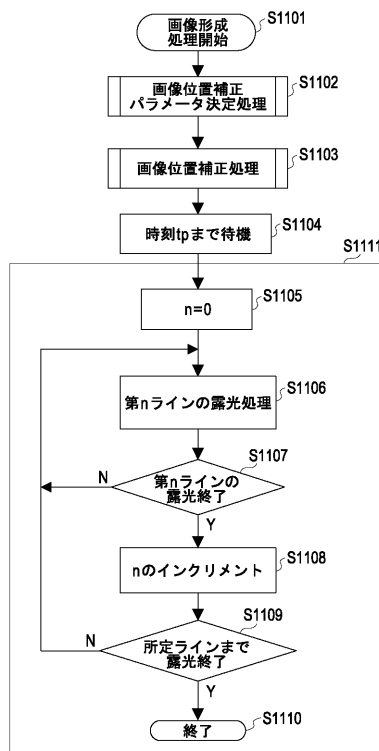 画像形成
処理開始
S1101
画像位置補正
パラメータ決定処理
S1102
画像位置補正処理
S1103
時刻tpまで待機
S1104
S1111
n=0
S1105
第nラインの露光処理
S1106
第nラインの
露光終了
S1107
N
Y
nのインクリメント
S1108
所定ラインまで
露光終了
S1109
N
Y
終了
S1110